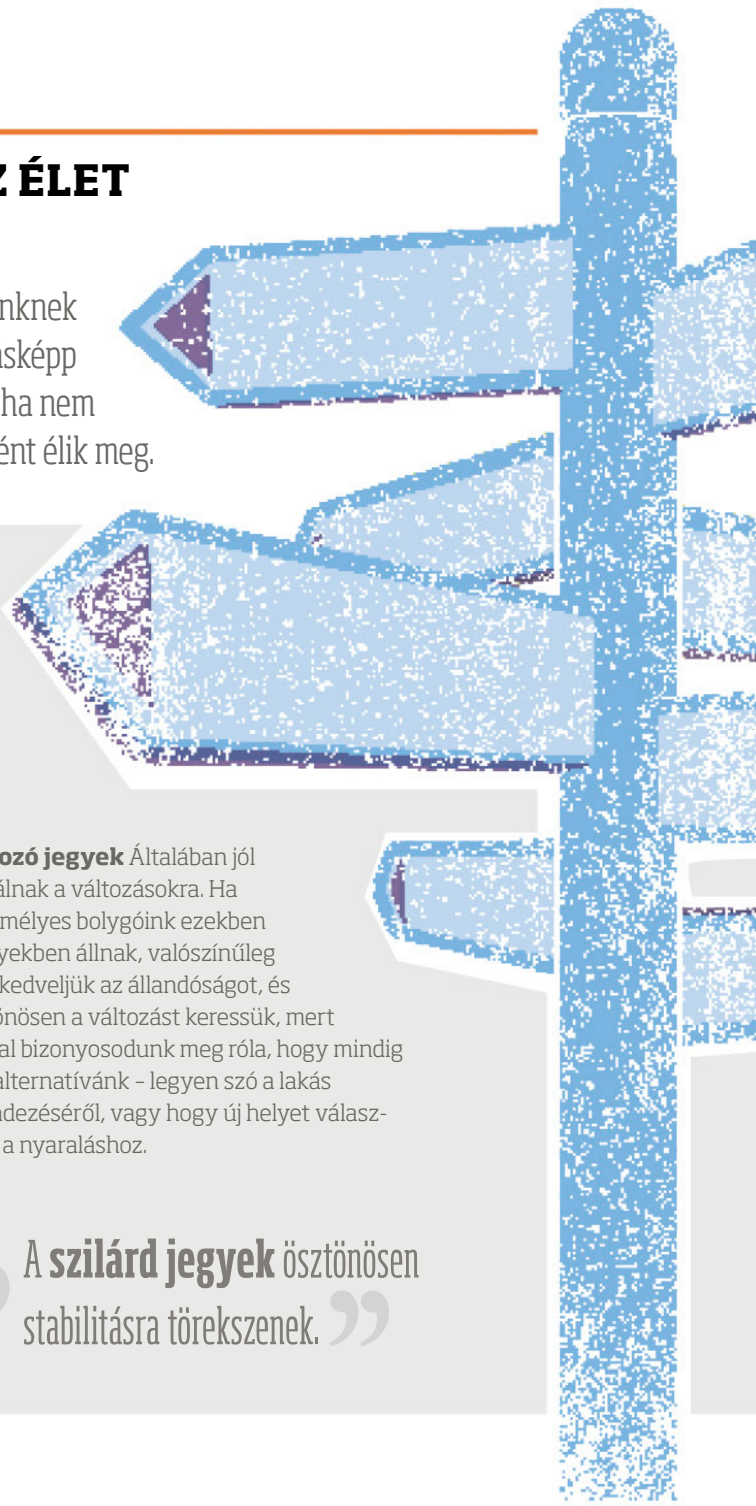 Z ÉLET
nknek
ásképp
ha nem
ént élik meg.
ozó jegyek Általában jól
álnak a változásokra. Ha
mélyes bolygóink ezekben
yekben állnak, valószínűleg
kedveljük az állandóságot, és
önösen a változást keressük, mert
al bizonyosodunk meg róla, hogy mindig
alternatívánk – legyen szó a lakás
ndezéséről, vagy hogy új helyet válasz-
a nyaraláshoz.
A szilárd jegyek ösztönösen
stabilitásra törekszenek. ”